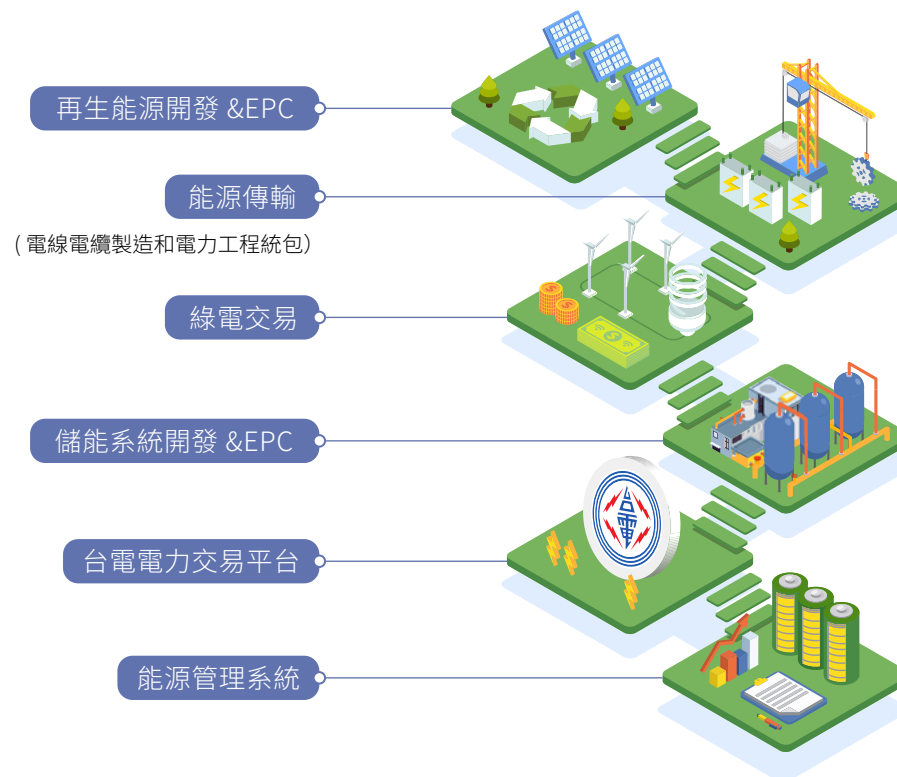 再生能源開發 &EPC
能源傳輸
( 電線電纜製造和電力工程統包)
綠電交易
儲能系統開發 &EPC
台電
台電電力交易平台
能源管理系統